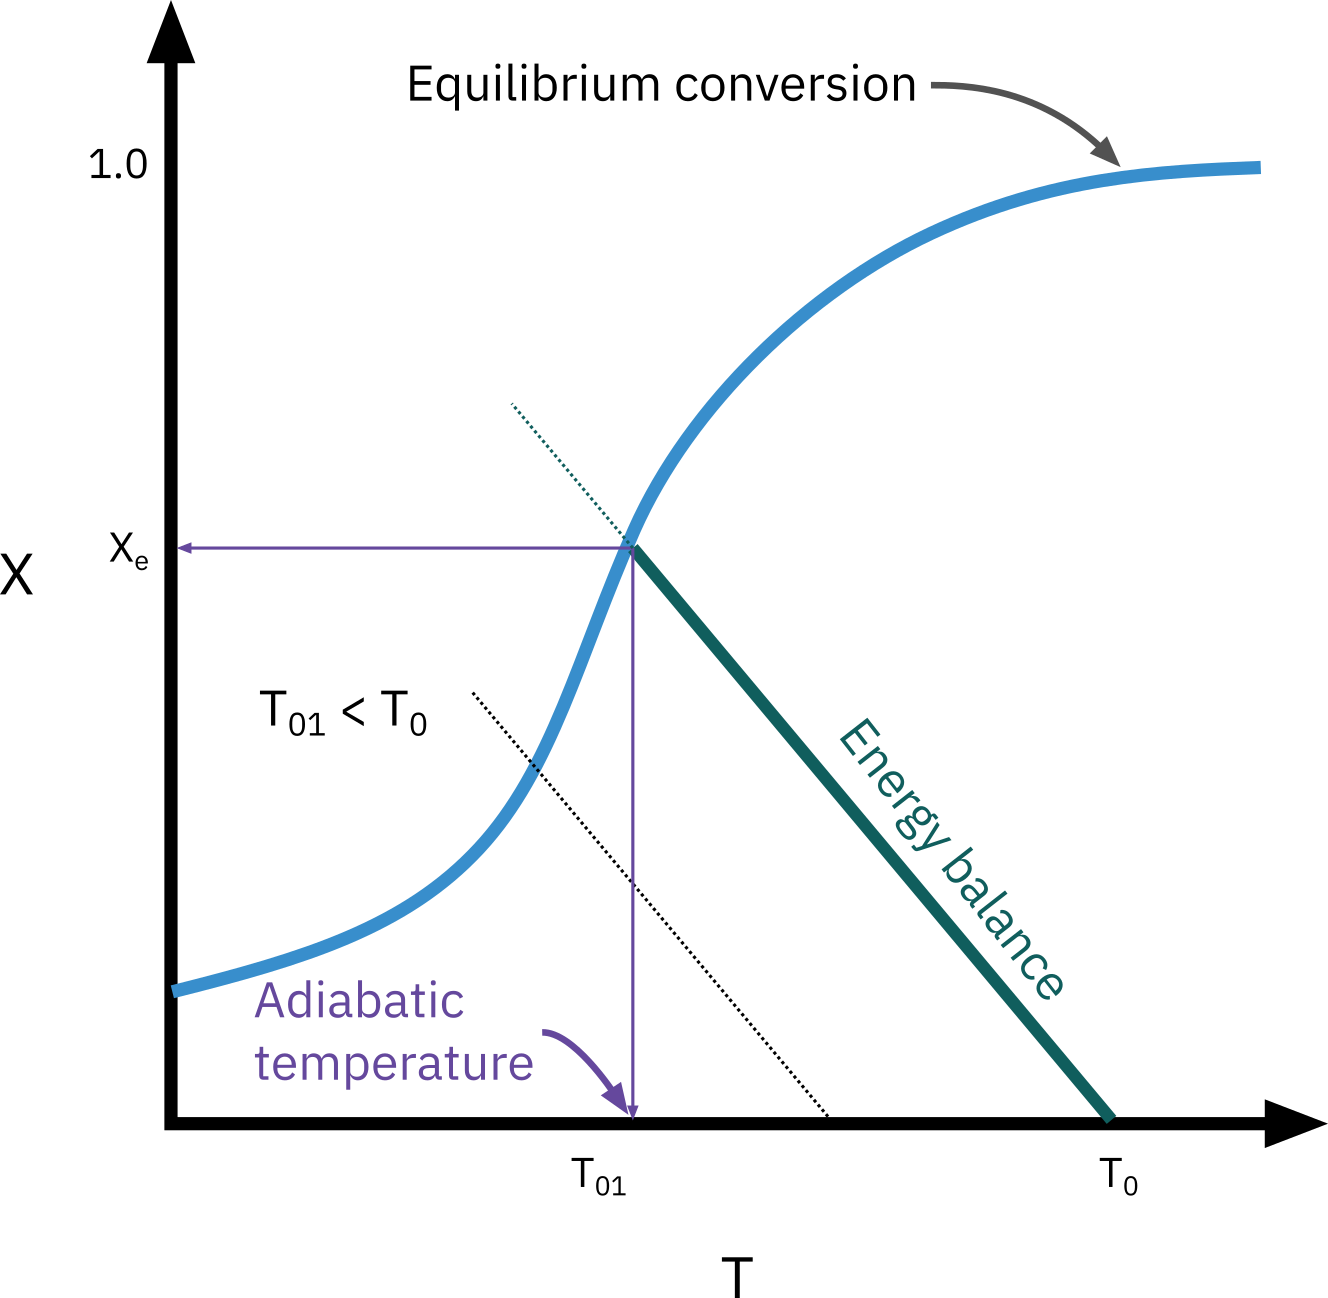 Equilibrium conversion
1.0
X
Xₑ
T₀₁ < T₀
Energy balance
Adiabatic
temperature
T₀₁
T₀
T